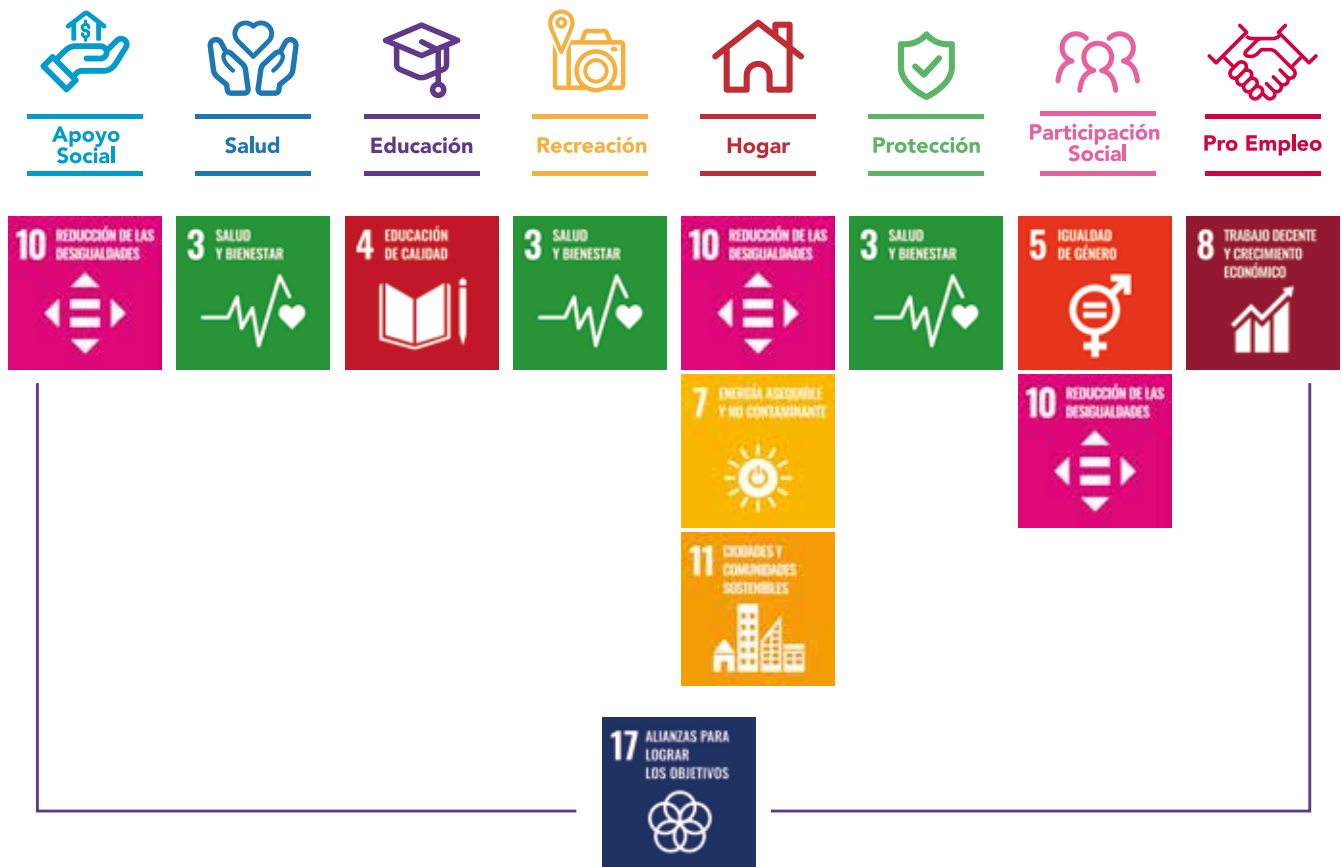 $
Apoyo
Social
Salud
Educación
Recreación
Hogar
Protección
Participación
Social
Pro Empleo
10 REDUCCIÓN DE LAS
DESIGUALDADES
3 SALUD
Y BIENESTAR
4 EDUCACIÓN
DE CALIDAD
3 SALUD
Y BIENESTAR
10 REDUCCIÓN DE LAS
DESIGUALDADES
3 SALUD
Y BIENESTAR
5 IGUALDAD
DE GÉNERO
8 TRABAJO DECENTE
Y CRECIMIENTO
ECONÓMICO
7 ENERGÍA ASEQUIBLE
Y NO CONTAMINANTE
10 REDUCCIÓN DE LAS
DESIGUALDADES
11 CIUDADES Y
COMUNIDADES
SOSTENIBLES
17 ALIANZAS PARA
LOGRAR
LOS OBJETIVOS